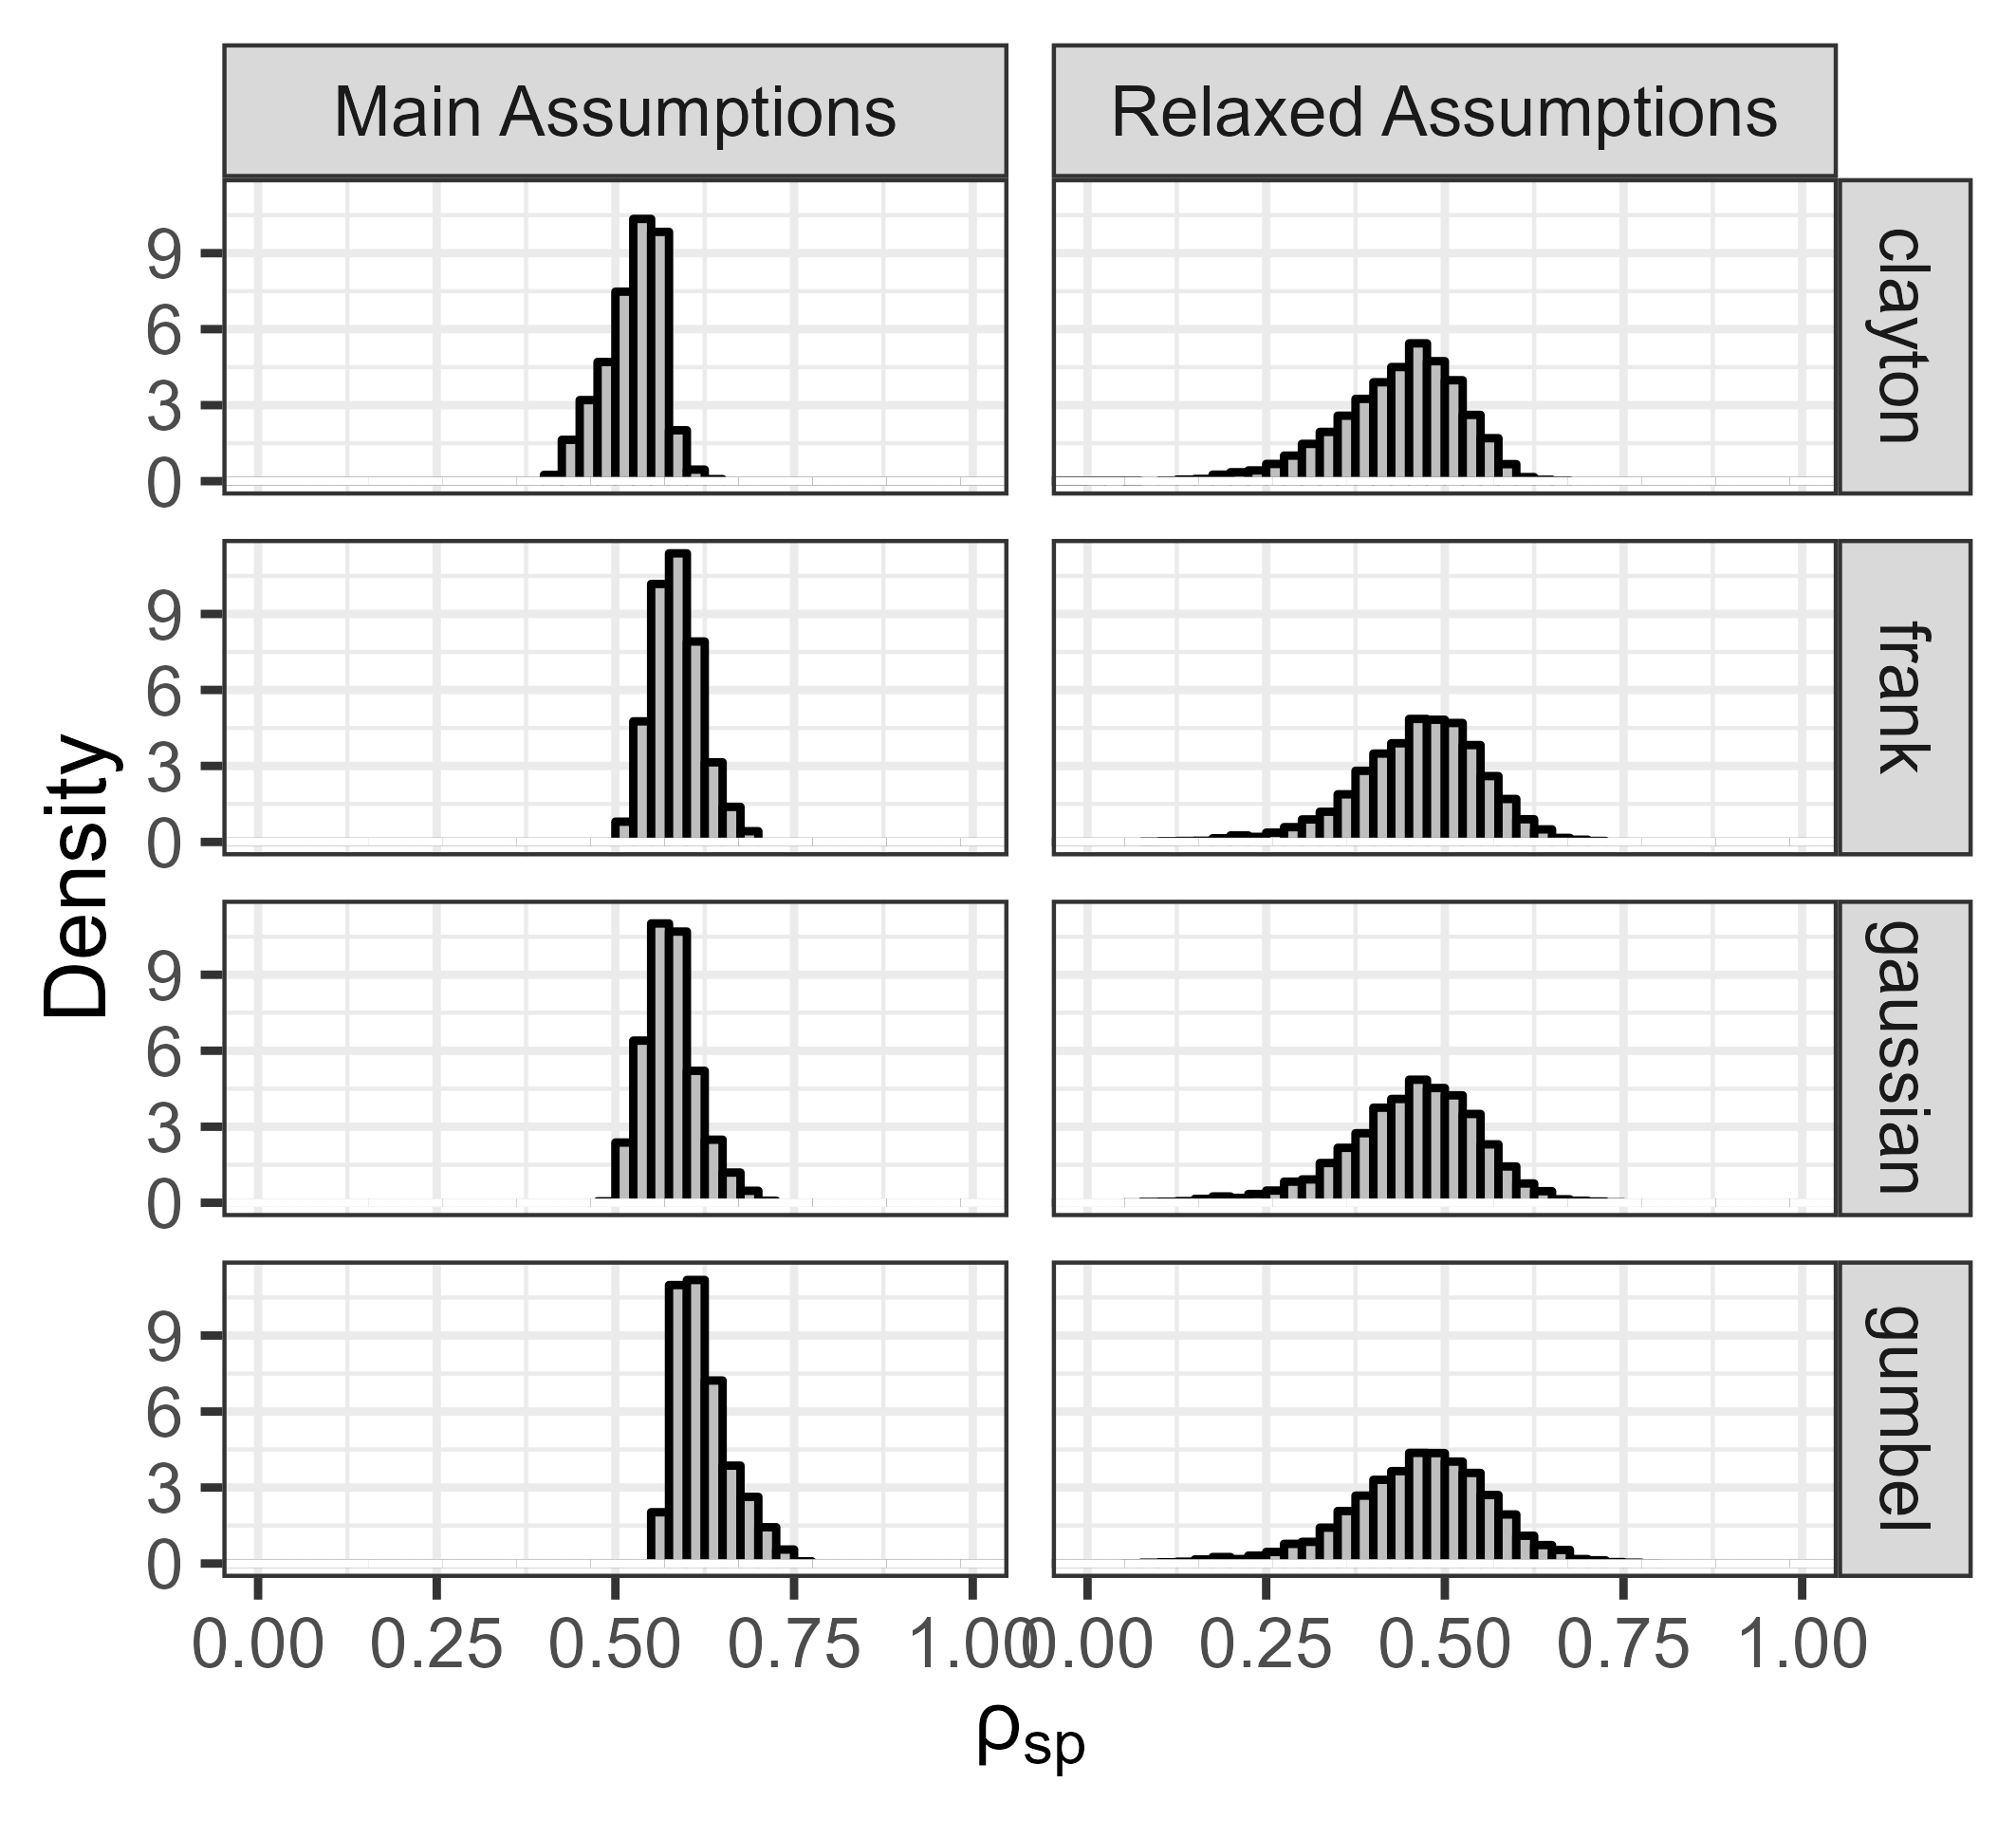 Main Assumptions
Relaxed Assumptions
9
6
3
0
clayton
9
6
3
0
frank
Density
9
6
3
0
gaussian
9
6
3
0
gumbel
0.00 0.25 0.50 0.75 1.00
0.00 0.25 0.50 0.75 1.00
ρsp